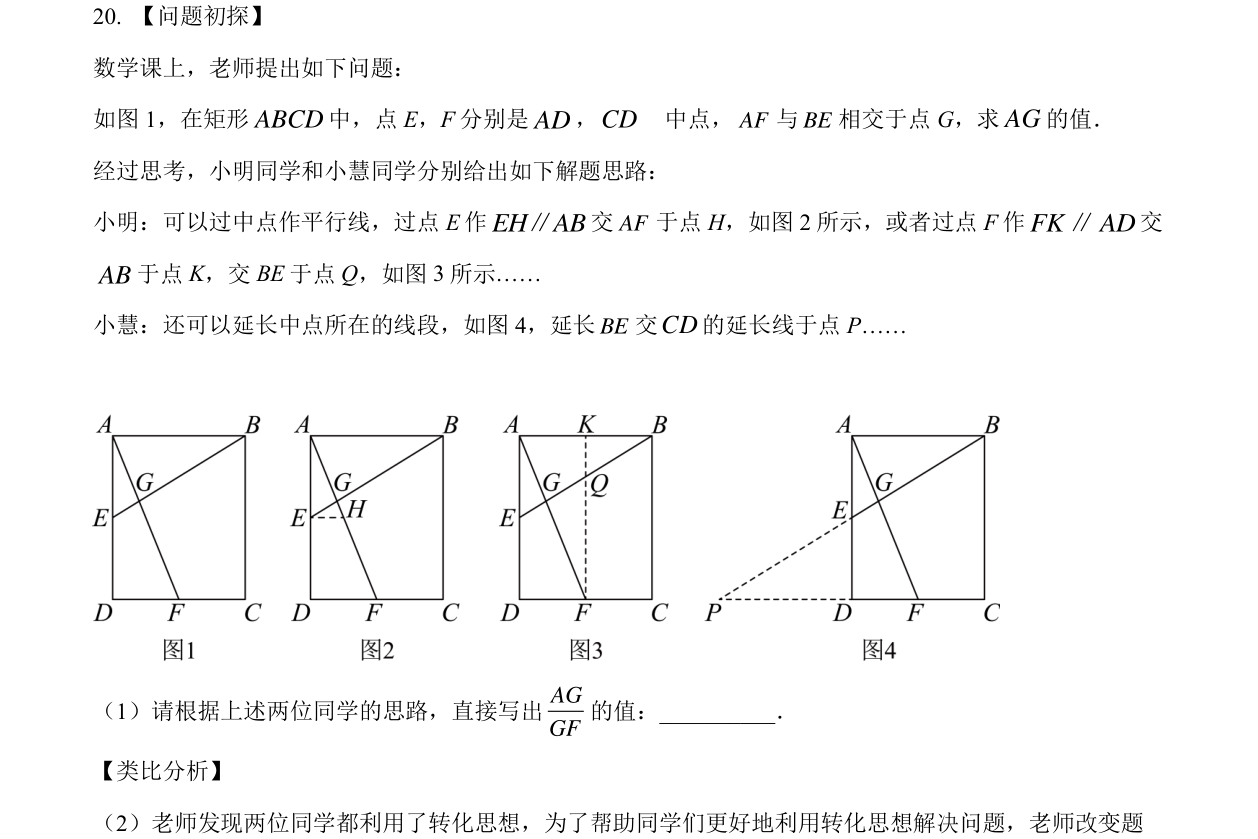 20. 【问题初探】
数学课上，老师提出如下问题：
如图 1，在矩形 ABCD 中，点 E，F 分别是 AD，CD 中点，AF 与 BE 相交于点 G，求 AG 的值．
经过思考，小明同学和小慧同学分别给出如下解题思路：
小明：可以过中点作平行线，过点 E 作 EH∥AB 交 AF 于点 H，如图 2 所示，或者过点 F 作 FK∥AD 交
AB 于点 K，交 BE 于点 Q，如图 3 所示……
小慧：还可以延长中点所在的线段，如图 4，延长 BE 交 CD 的延长线于点 P……
A B A B A K B A B
G G G Q G
E E H E E
D F C D F C D F C P D F C
图1 图2 图3 图4
（1）请根据上述两位同学的思路，直接写出 AG/GF 的值：__________．
【类比分析】
（2）老师发现两位同学都利用了转化思想，为了帮助同学们更好地利用转化思想解决问题，老师改变题